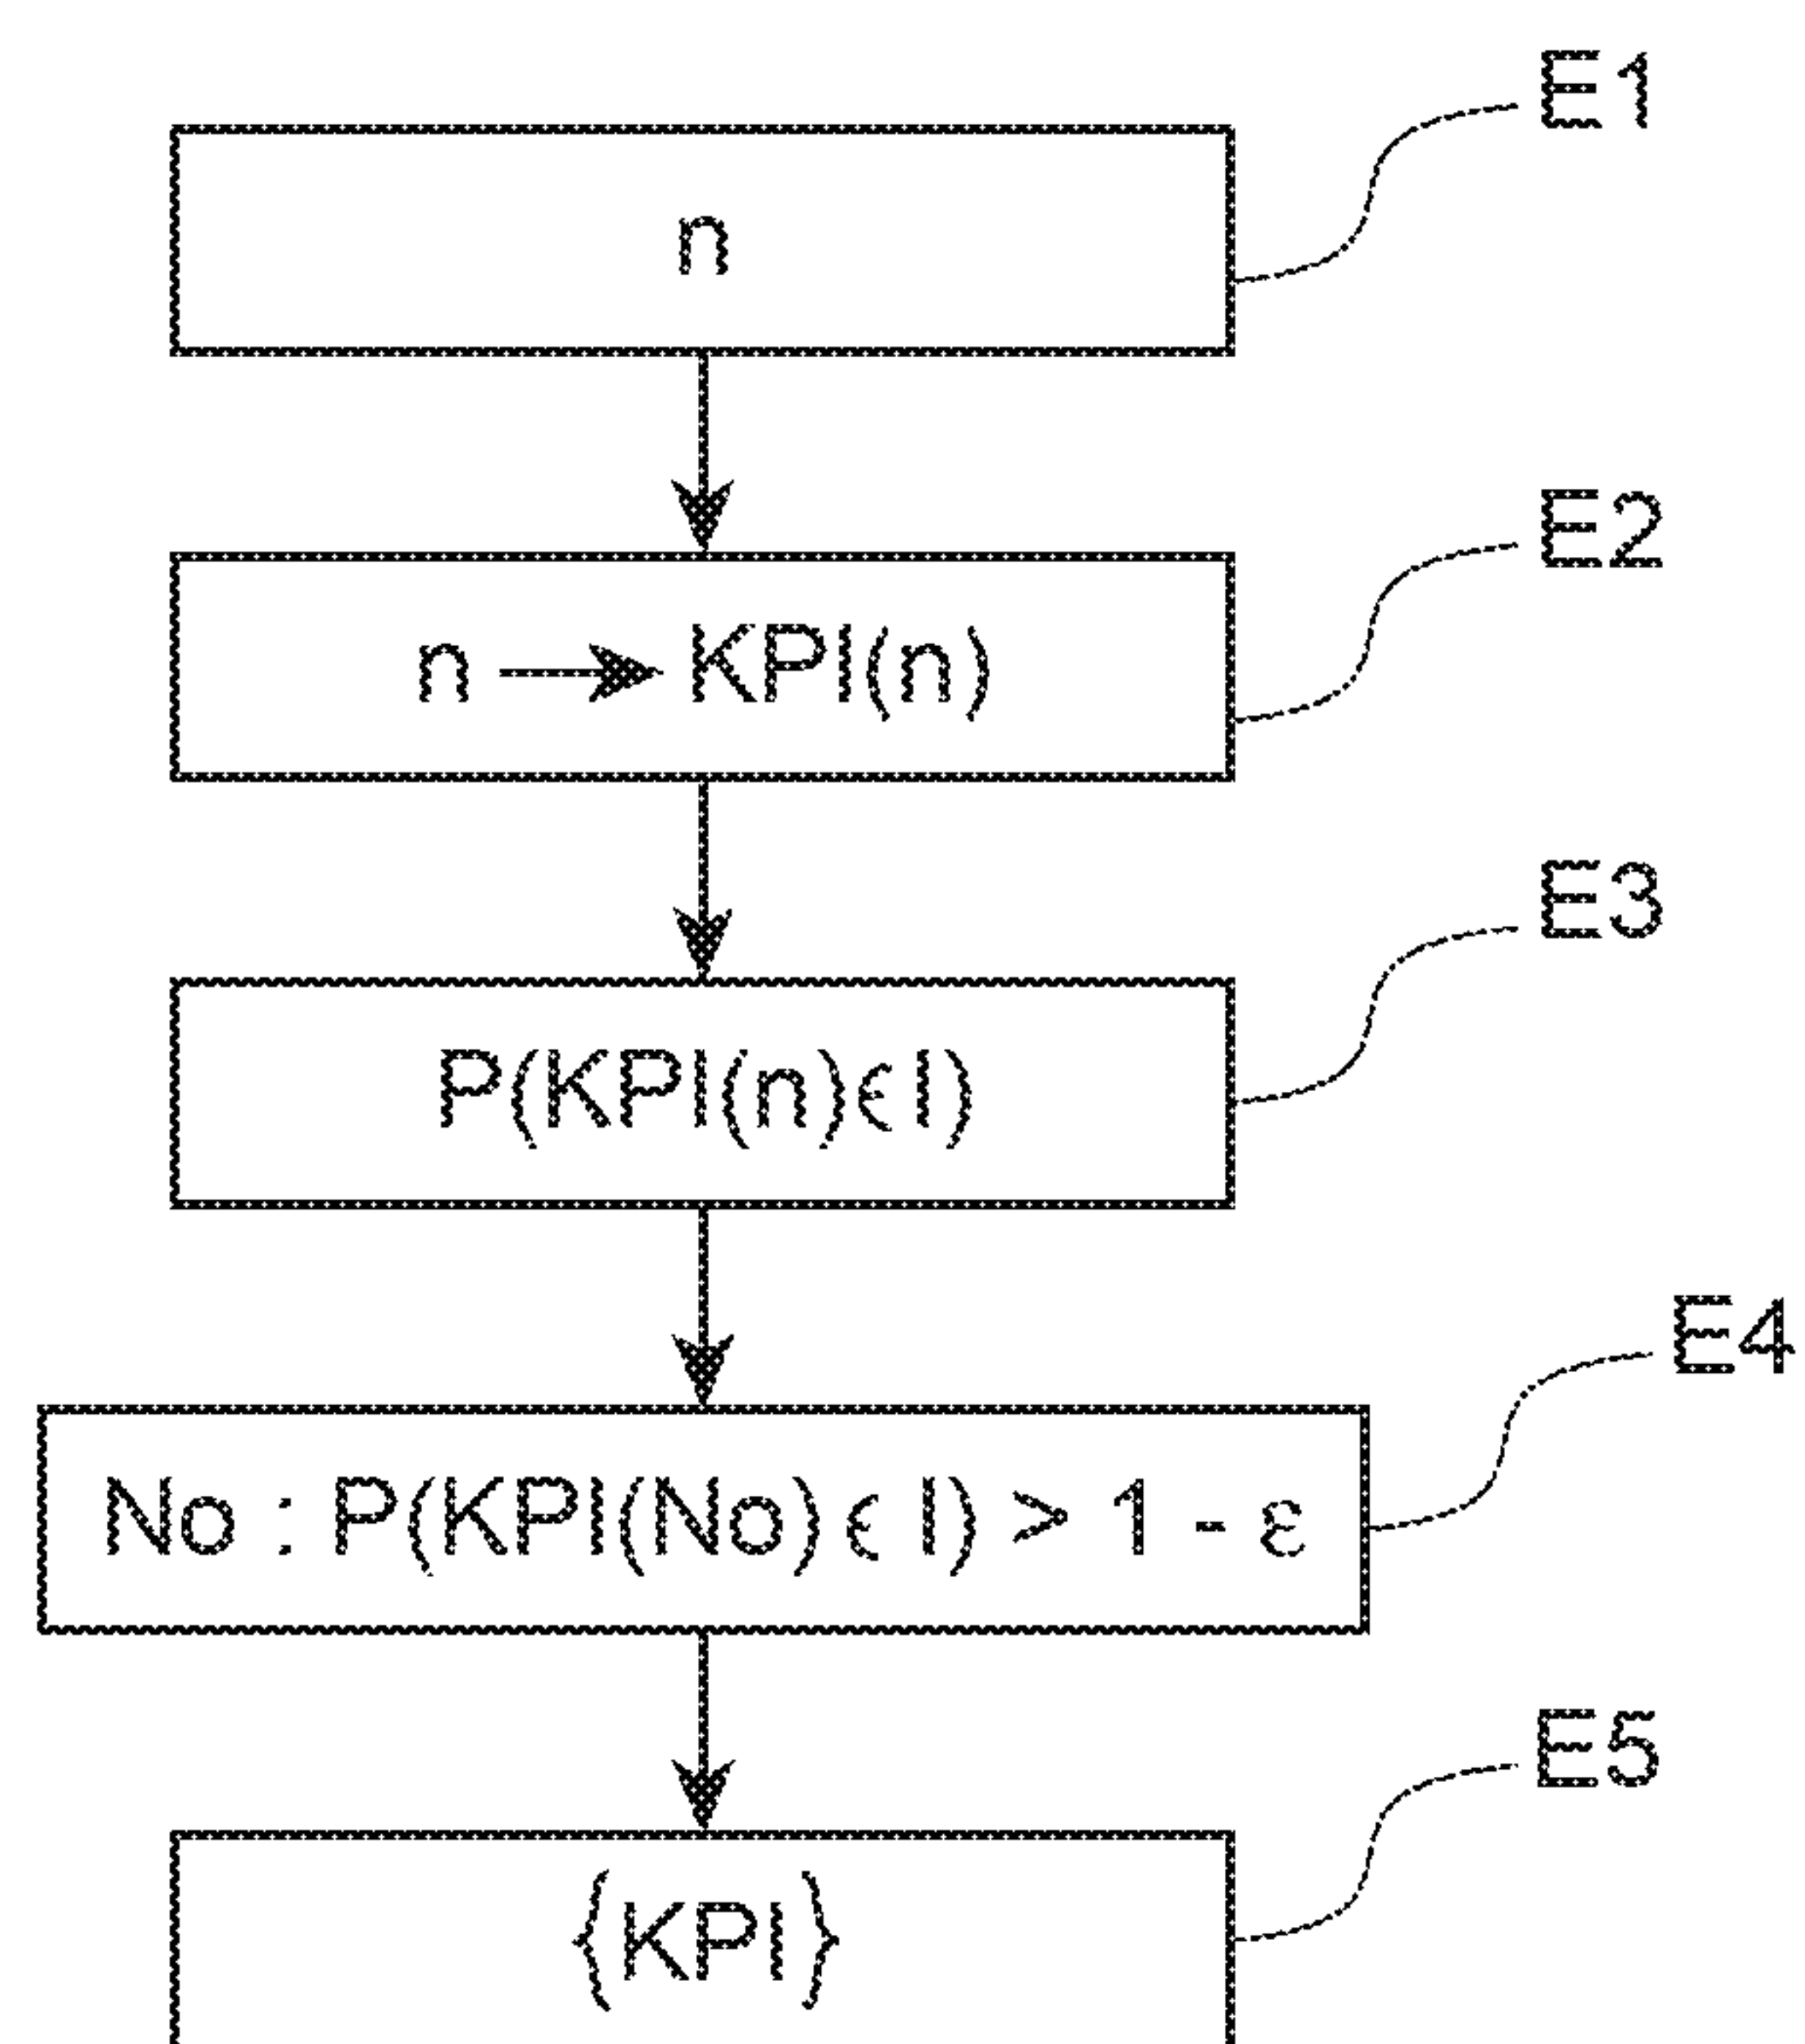 E1
n
E2
n → KPI(n)
E3
P(KPI(n)ϵ I)
E4
No : P(KPI(No) ϵ I) > 1 - ε
E5
{KPI}